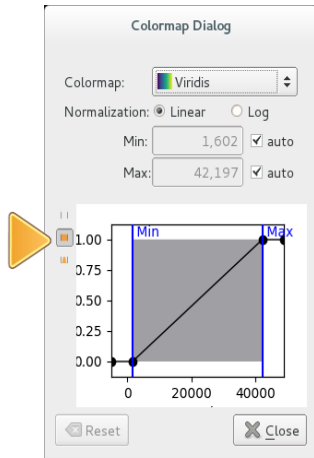 Colormap Dialog
Colormap: Viridis
Normalization: Linear Log
Min: 1,602 auto
Max: 42,197 auto
Min Max
1.00
0.75
0.50
0.25
0.00
0 20000 40000
Reset Close